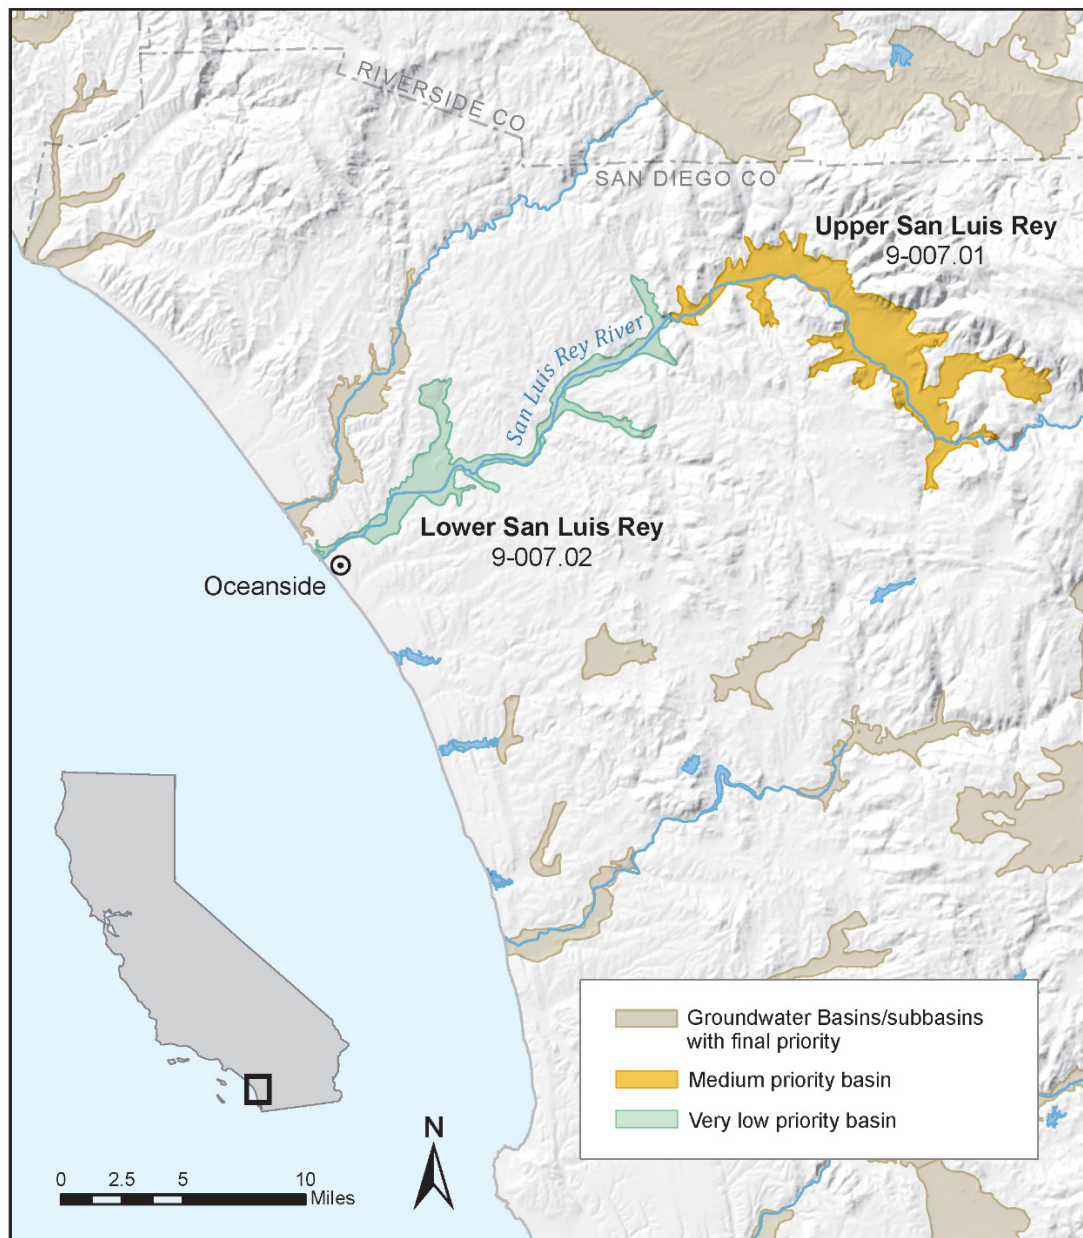 RIVERSIDE CO
SAN DIEGO CO
Upper San Luis Rey
9-007.01
San Luis Rey River
Lower San Luis Rey
9-007.02
Oceanside
Groundwater Basins/subbasins
with final priority
Medium priority basin
Very low priority basin
N
0 2.5 5 10
Miles